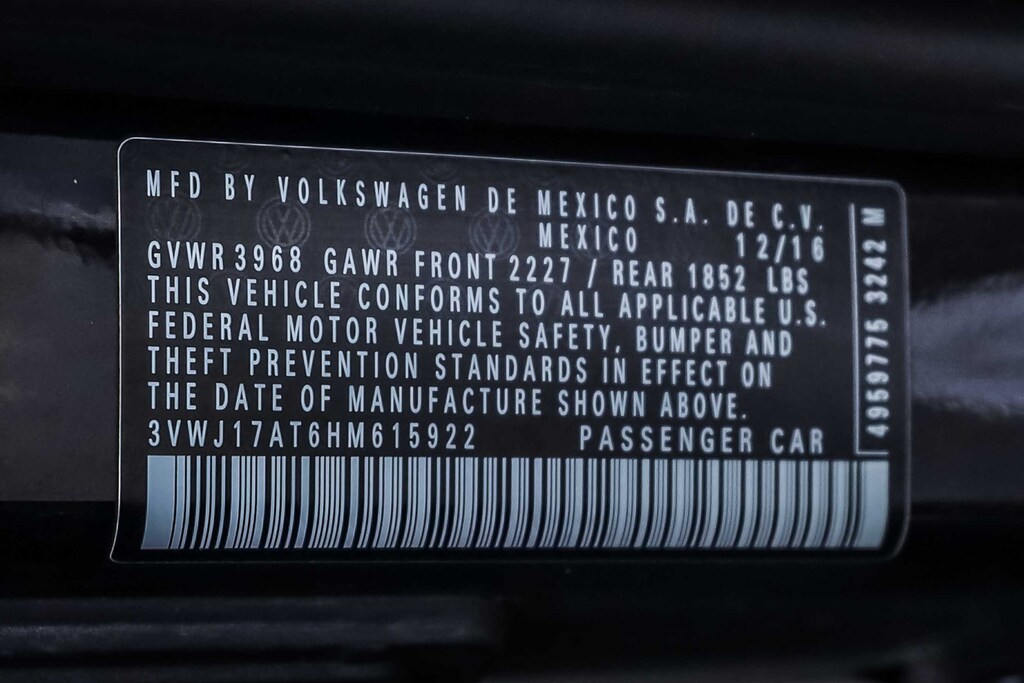 MFD BY VOLKSWAGEN DE MEXICO S.A. DE C.V.
MEXICO 12/16
GVWR 3968 GAWR FRONT 2227 / REAR 1852 LBS
THIS VEHICLE CONFORMS TO ALL APPLICABLE U.S.
FEDERAL MOTOR VEHICLE SAFETY, BUMPER AND
THEFT PREVENTION STANDARDS IN EFFECT ON
THE DATE OF MANUFACTURE SHOWN ABOVE.
3VWJ17AT6HM615922 PASSENGER CAR
4959775 3242 M